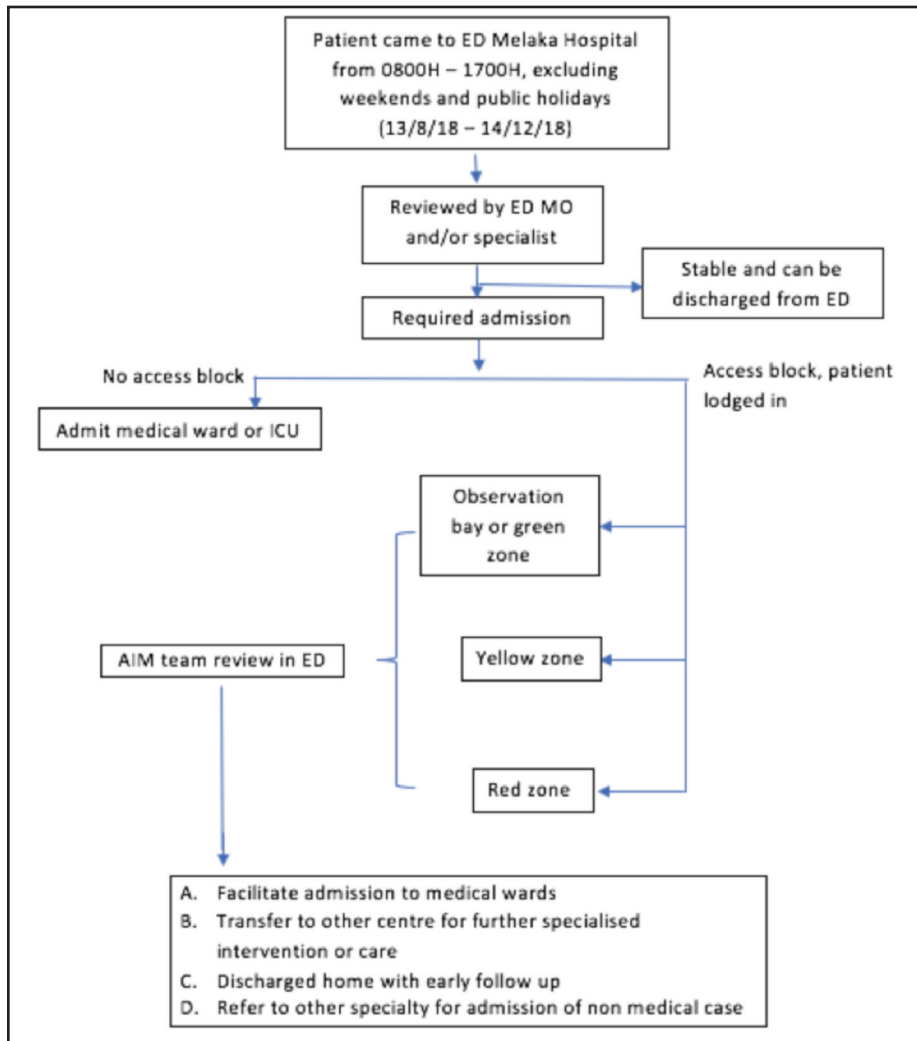 Patient came to ED Melaka Hospital
from 0800H – 1700H, excluding
weekends and public holidays
(13/8/18 – 14/12/18)
Reviewed by ED MO
and/or specialist
Stable and can be
discharged from ED
Required admission
No access block
Access block, patient
lodged in
Admit medical ward or ICU
Observation
bay or green
zone
AIM team review in ED
Yellow zone
Red zone
A. Facilitate admission to medical wards
B. Transfer to other centre for further specialised
intervention or care
C. Discharged home with early follow up
D. Refer to other specialty for admission of non medical case